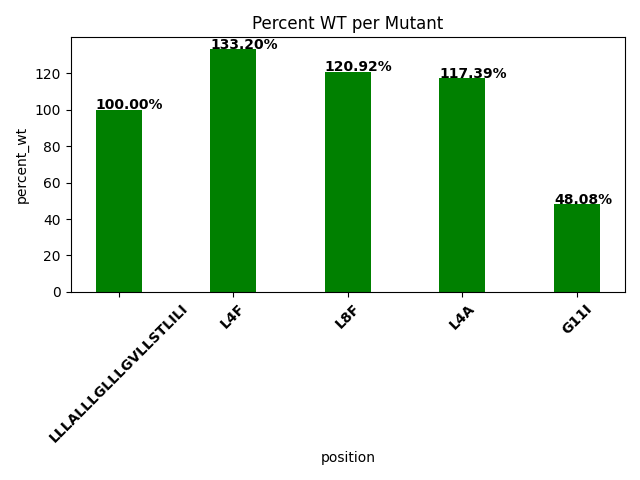 Percent WT per Mutant
133.20%
120.92%
117.39%
100.00%
48.08%
percent_wt
120
100
80
60
40
20
0
LLLALLLGLLLGVLLSTLILI
L4F
L8F
L4A
G11I
position